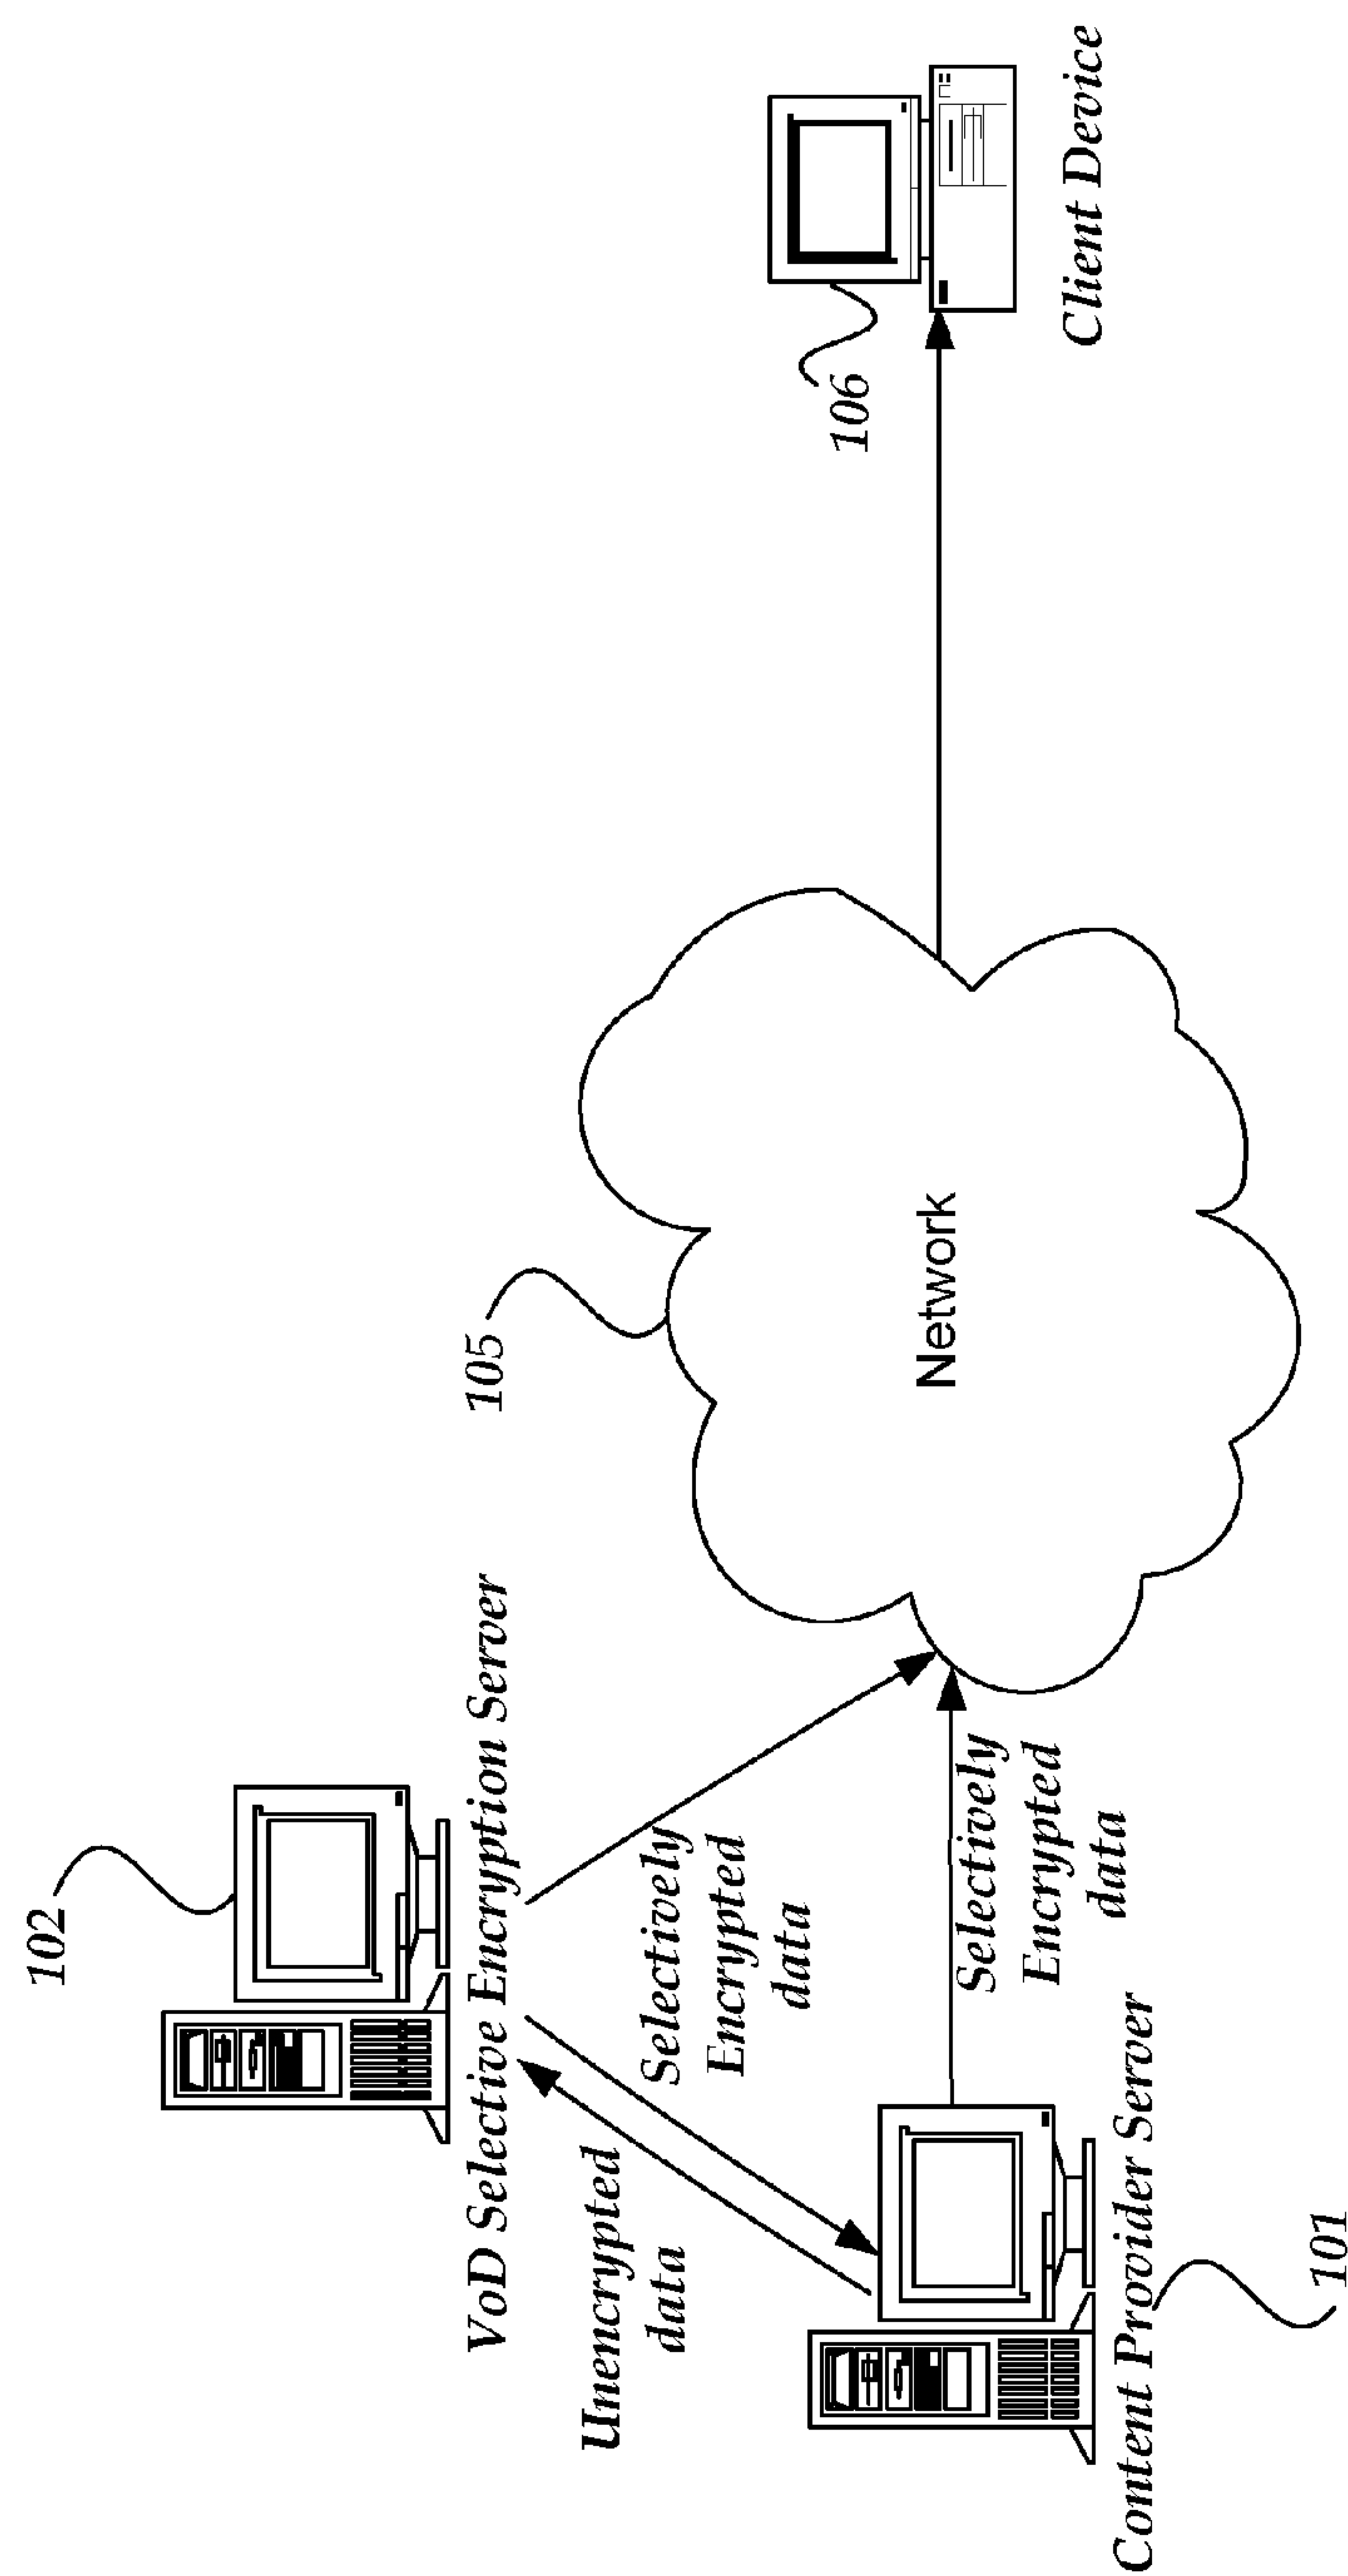 102
VoD Selective Encryption Server
Unencrypted
data
Selectively
Encrypted
data
Selectively
Encrypted
data
Content Provider Server
101
105
Network
106
Client Device